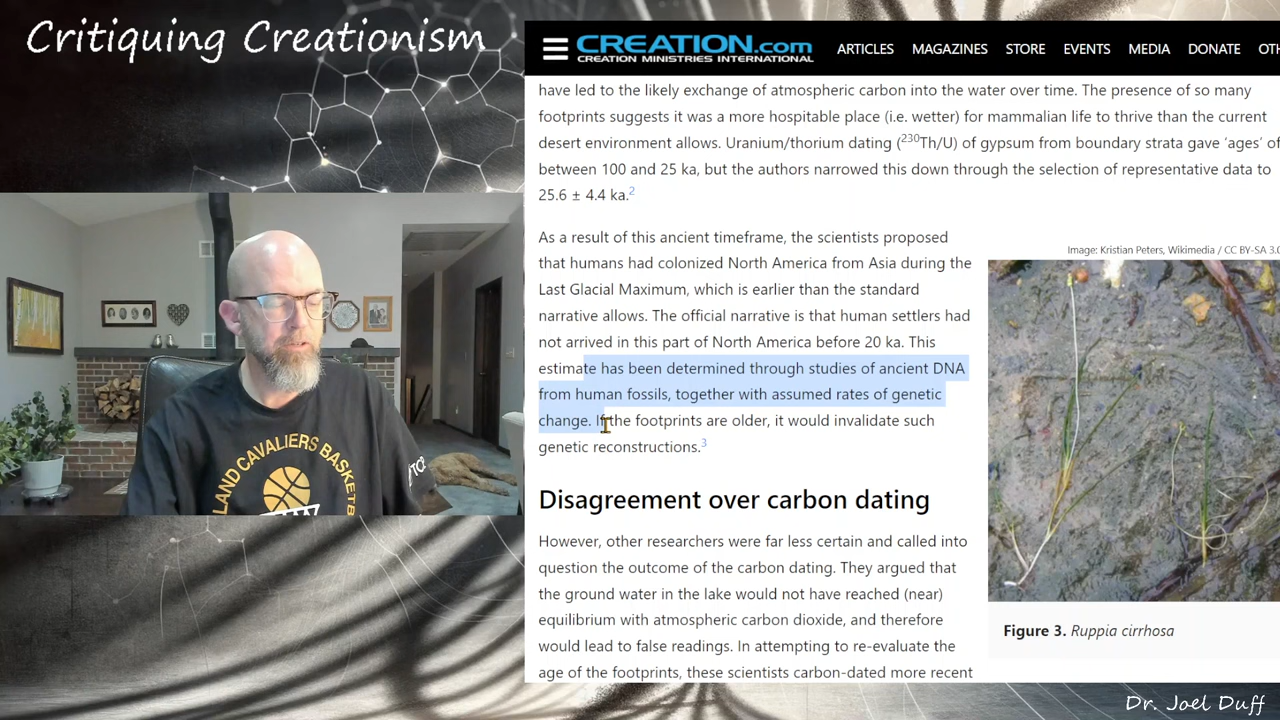 Critiquing Creationism
CREATION.com
CREATION MINISTRIES INTERNATIONAL
ARTICLES MAGAZINES STORE EVENTS MEDIA DONATE OTH
have led to the likely exchange of atmospheric carbon into the water over time. The presence of so many
footprints suggests it was a more hospitable place (i.e. wetter) for mammalian life to thrive than the current
desert environment allows. Uranium/thorium dating (²³⁰Th/U) of gypsum from boundary strata gave ‘ages’ of
between 100 and 25 ka, but the authors narrowed this down through the selection of representative data to
25.6 ± 4.4 ka.²
As a result of this ancient timeframe, the scientists proposed
that humans had colonized North America from Asia during the
Last Glacial Maximum, which is earlier than the standard
narrative allows. The official narrative is that human settlers had
not arrived in this part of North America before 20 ka. This
estimate has been determined through studies of ancient DNA
from human fossils, together with assumed rates of genetic
change. If the footprints are older, it would invalidate such
genetic reconstructions.³
Image: Kristian Peters, Wikimedia / CC BY-SA 3.0
Disagreement over carbon dating
However, other researchers were far less certain and called into
question the outcome of the carbon dating. They argued that
the ground water in the lake would not have reached (near)
equilibrium with atmospheric carbon dioxide, and therefore
would lead to false readings. In attempting to re-evaluate the
age of the footprints, these scientists carbon-dated more recent
Figure 3. Ruppia cirrhosa
LAND CAVALIERS BASKETB
Dr. Joel Duff